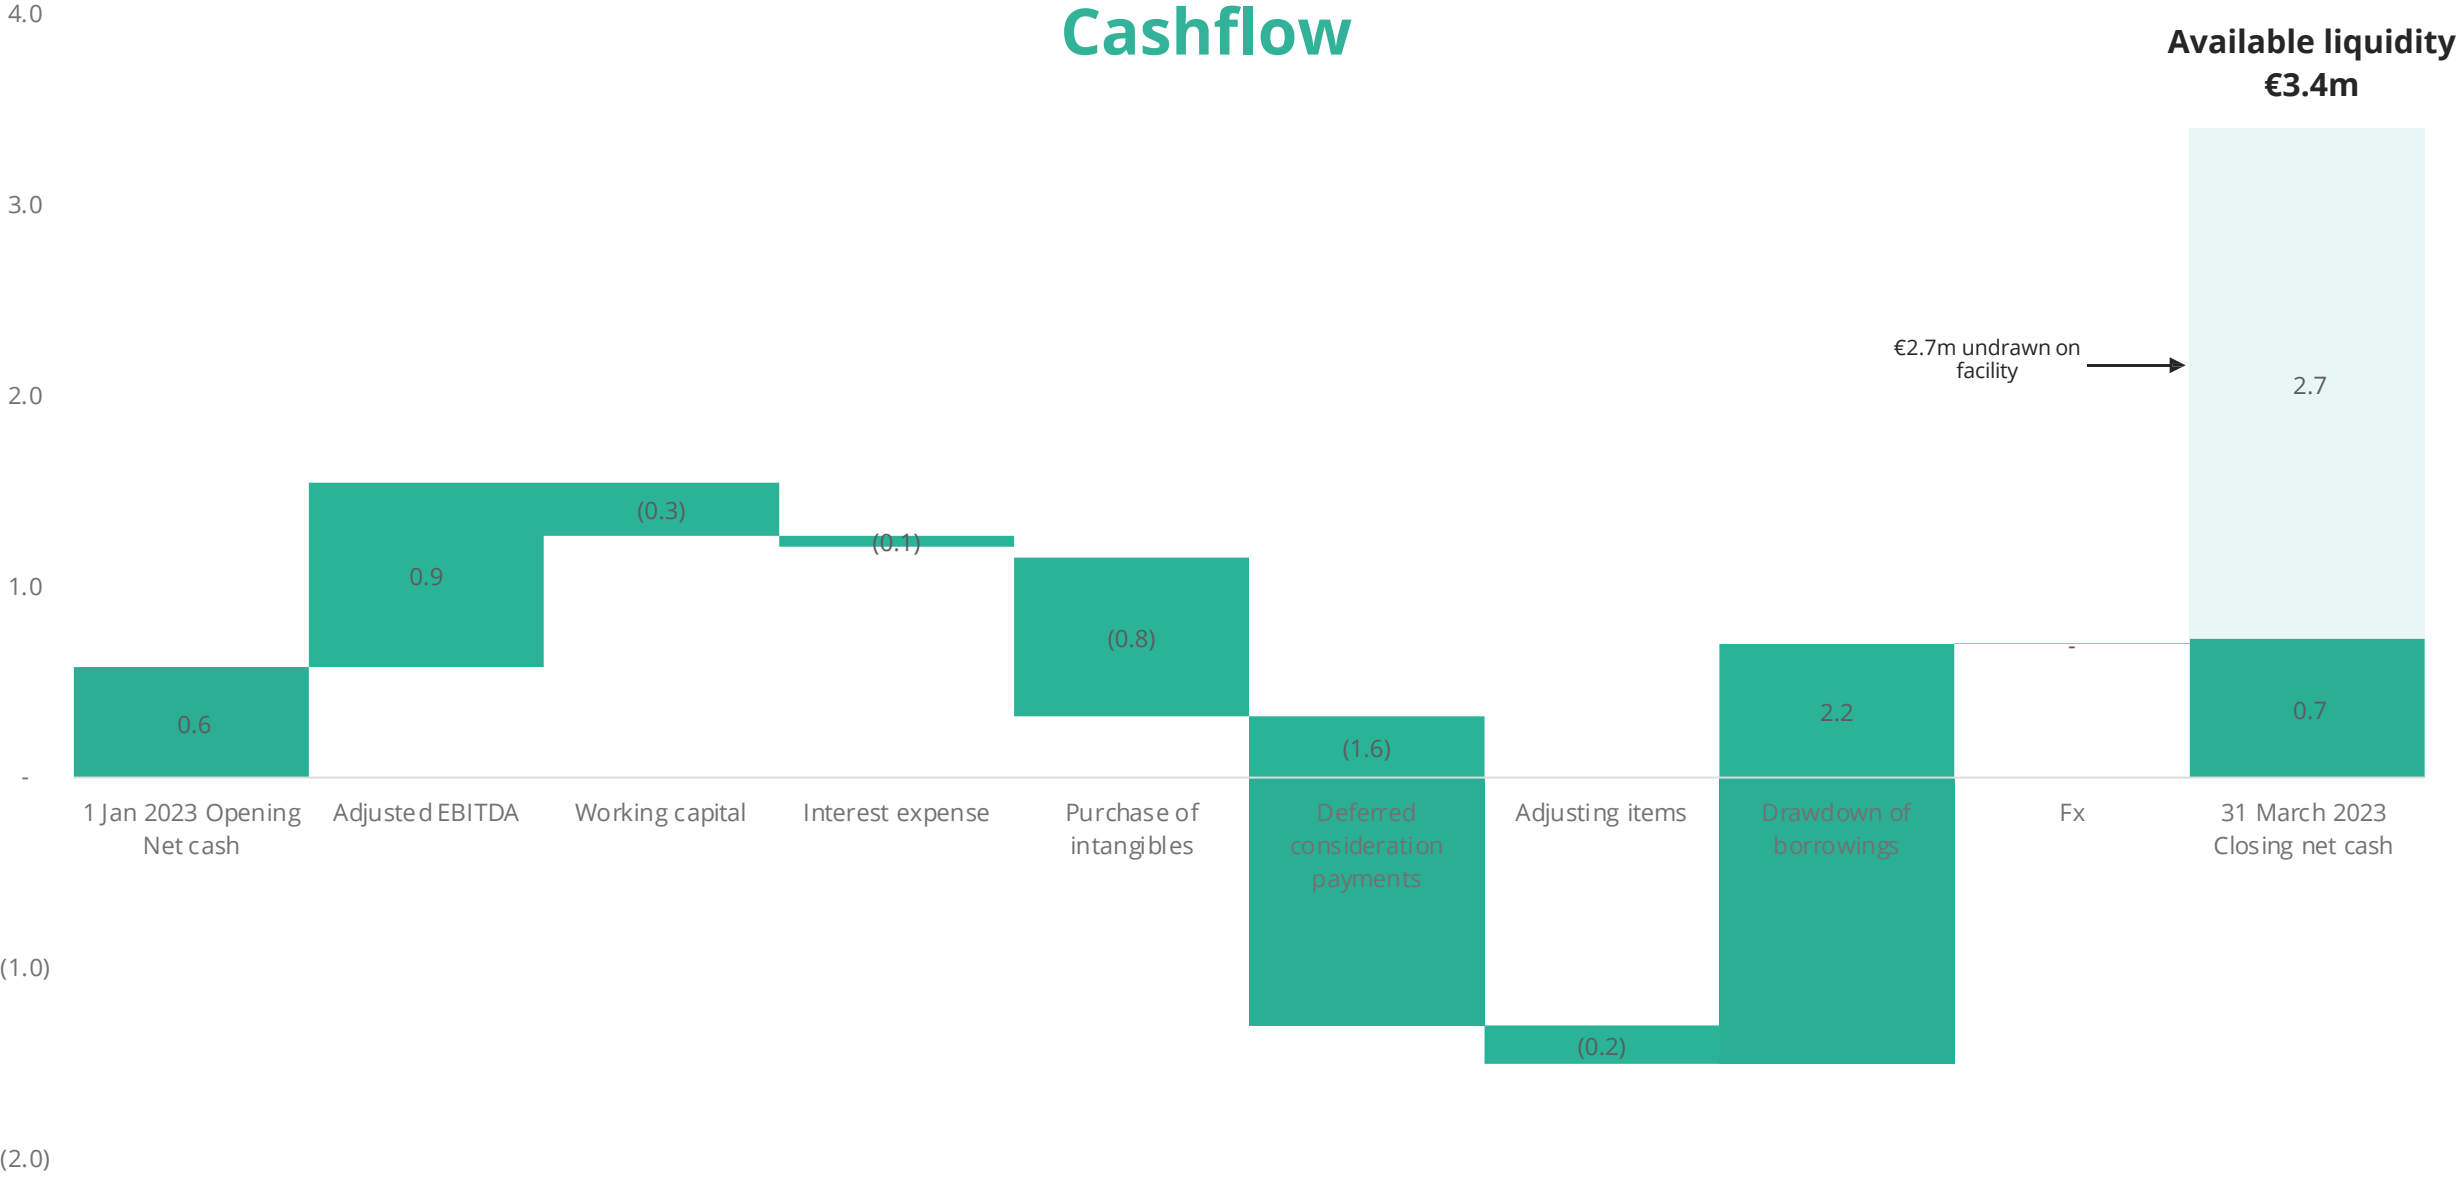 Cashflow
Available liquidity
€3.4m
4.0
3.0
2.0
1.0
-
(1.0)
(2.0)
€2.7m undrawn on
facility
2.7
0.6
0.9
(0.3)
(0.1)
(0.8)
(1.6)
(0.2)
2.2
-
0.7
1 Jan 2023 Opening
Net cash
Adjusted EBITDA
Working capital
Interest expense
Purchase of
intangibles
Deferred
consideration
payments
Adjusting items
Drawdown of
borrowings
Fx
31 March 2023
Closing net cash